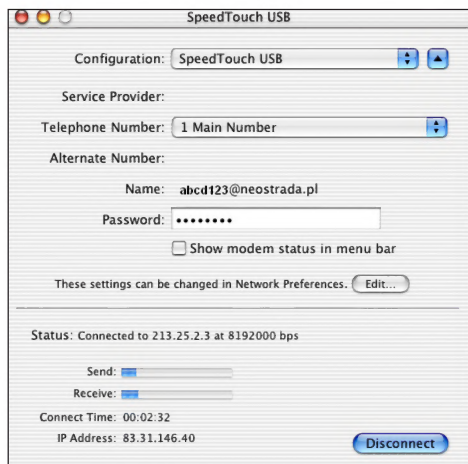 SpeedTouch USB
Configuration: SpeedTouch USB
Service Provider:
Telephone Number: 1 Main Number
Alternate Number:
Name: abcd123@neostrada.pl
Password: ••••••••
Show modem status in menu bar
These settings can be changed in Network Preferences. Edit...
Status: Connected to 213.25.2.3 at 8192000 bps
Send:
Receive:
Connect Time: 00:02:32
IP Address: 83.31.146.40
Disconnect